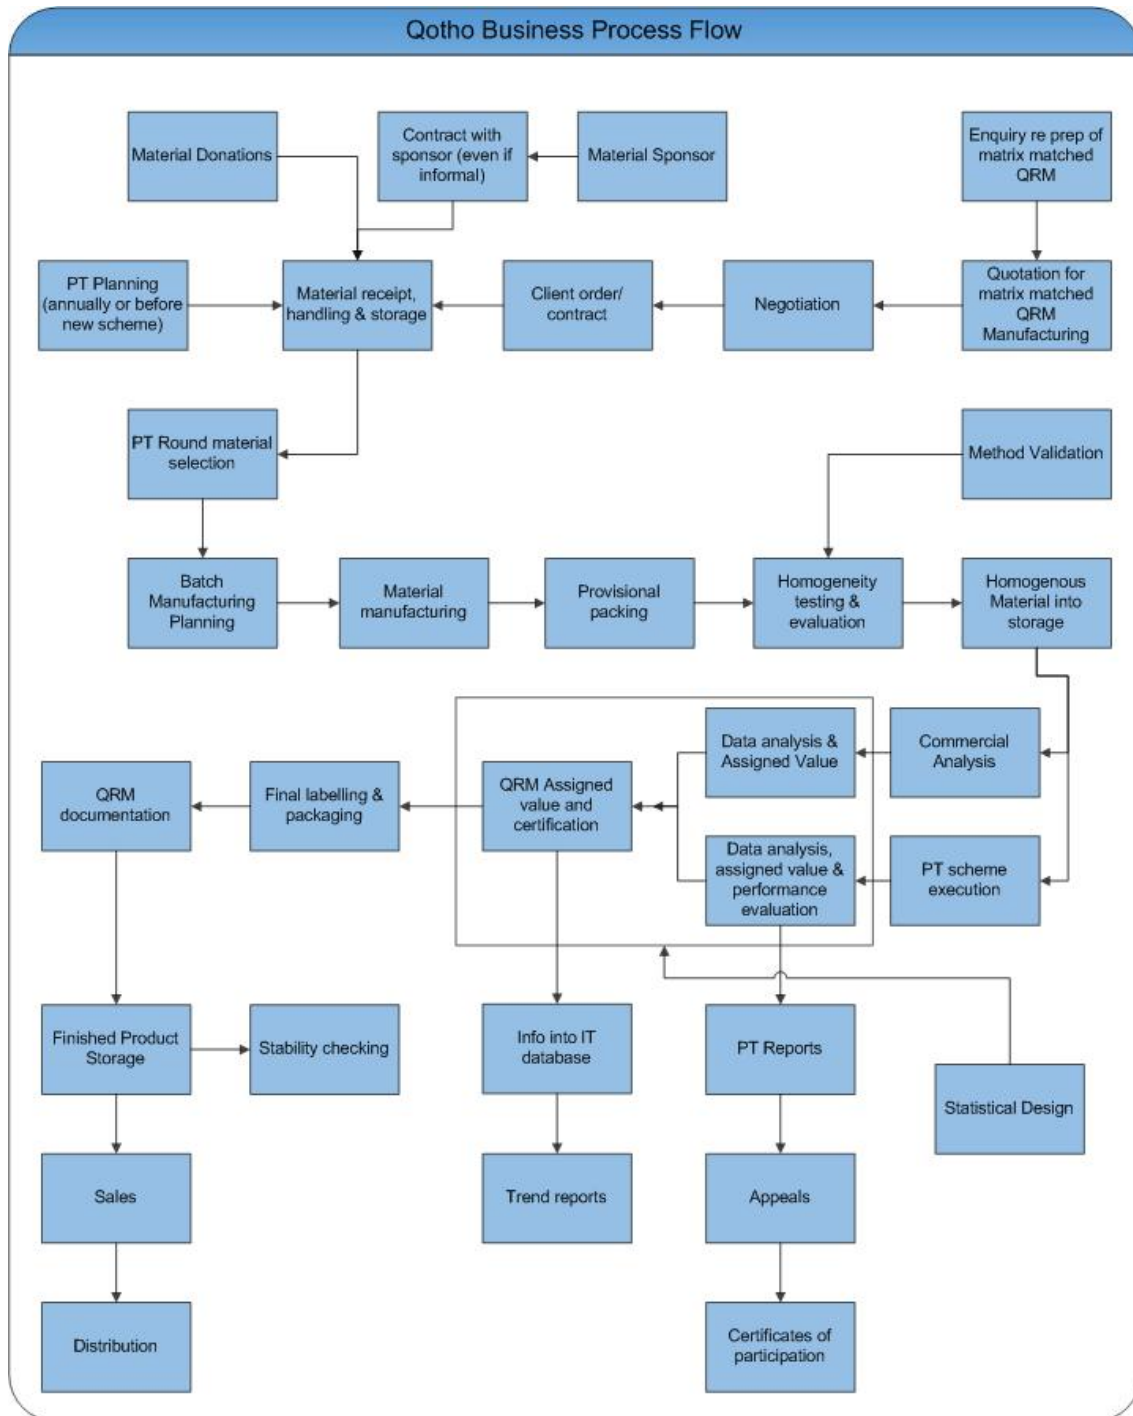 Qotho Business Process Flow
Material Donations
Contract with
sponsor (even if
informal)
Material Sponsor
Enquiry re prep of
matrix matched
QRM
PT Planning
(annually or before
new scheme)
Material receipt,
handling & storage
Client order/
contract
Negotiation
Quotation for
matrix matched
QRM
Manufacturing
PT Round material
selection
Method Validation
Batch
Manufacturing
Planning
Material
manufacturing
Provisional
packing
Homogeneity
testing &
evaluation
Homogenous
Material into
storage
QRM
documentation
Final labelling &
packaging
QRM Assigned
value and
certification
Data analysis &
Assigned Value
Commercial
Analysis
Data analysis,
assigned value &
performance
evaluation
PT scheme
execution
Finished Product
Storage
Stability checking
Info into IT
database
PT Reports
Statistical Design
Sales
Trend reports
Appeals
Distribution
Certificates of
participation